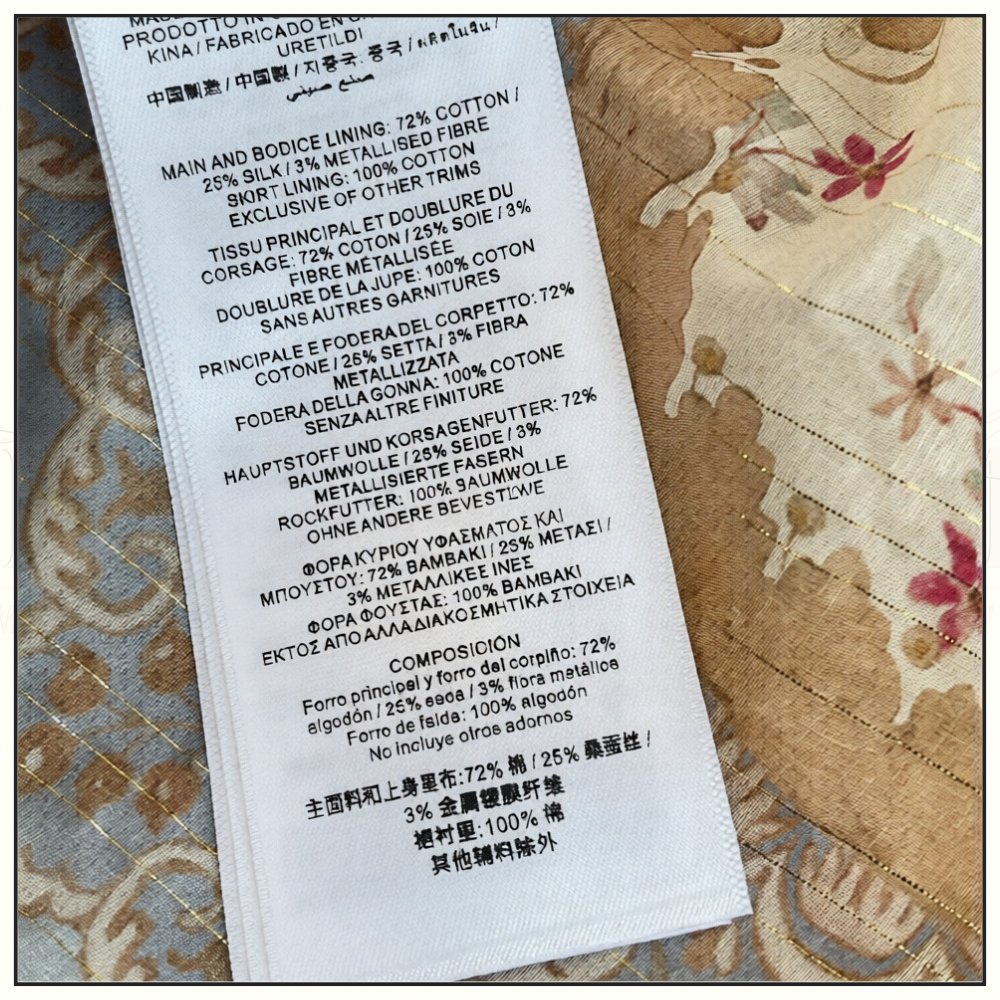 PRODOTTO IN
KINA / FABRICADO EN
URETILDI
中国製造 / 中国製 / 지중국. 중국 / ผลิตในจีน /
صنع صيني
MAIN AND BODICE LINING: 72% COTTON /
25% SILK / 3% METALLISED FIBRE
SKIRT LINING: 100% COTTON
EXCLUSIVE OF OTHER TRIMS
TISSU PRINCIPAL ET DOUBLURE DU
CORSAGE: 72% COTON / 25% SOIE / 3%
FIBRE MÉTALLISÉE
DOUBLURE DE LA JUPE: 100% COTON
SANS AUTRES GARNITURES
PRINCIPALE E FODERA DEL CORPETTO: 72%
COTONE / 25% SETTA / 3% FIBRA
METALLIZZATA
FODERA DELLA GONNA: 100% COTONE
SENZA ALTRE FINITURE
HAUPTSTOFF UND KORSAGENFUTTER: 72%
BAUMWOLLE / 25% SEIDE / 3%
METALLISIERTE FASERN
ROCKFUTTER: 100% BAUMWOLLE
OHNE ANDERE
ΦΟΡΑ ΚΥΡΙΟΥ ΥΦΑΣΜΑΤΟΣ ΚΑΙ
ΜΠΟΥΣΤΟΥ: 72% ΒΑΜΒΑΚΙ / 25% ΜΕΤΑΞΙ /
3% ΜΕΤΑΛΛΙΚΕΣ ΙΝΕΣ
ΦΟΡΑ ΦΟΥΣΤΑΣ: 100% ΒΑΜΒΑΚΙ
ΕΚΤΟΣ ΑΠΟ ΑΛΛΑ ΔΙΑΚΟΣΜΗΤΙΚΑ ΣΤΟΙΧΕΙΑ
COMPOSICIÓN
Forro principal y forro del corpiño: 72%
algodón / 25% seda / 3% fibra metálica
Forro de falda: 100% algodón
No incluye otros adornos
主面料和上身里布:72% 棉 / 25% 桑蚕丝 /
3% 金属镀膜纤维
裙衬里:100% 棉
其他辅料除外